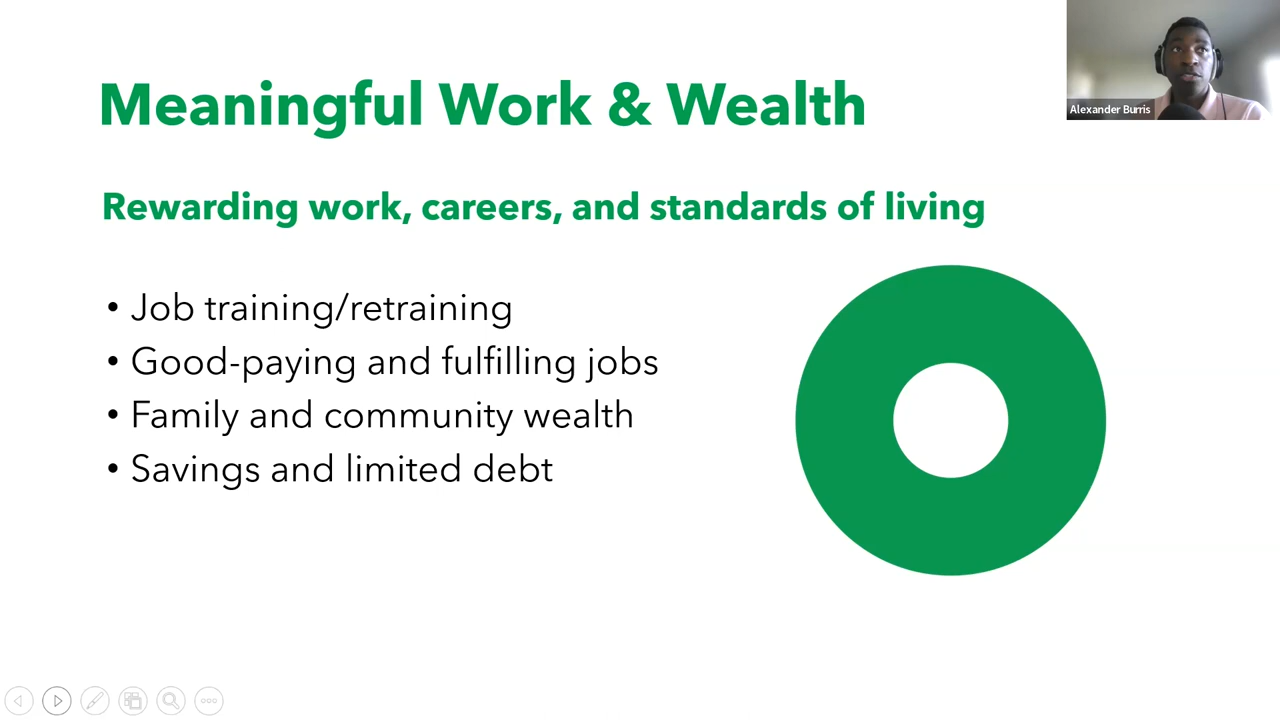 Meaningful Work & Wealth
Alexander Burris
Rewarding work, careers, and standards of living
• Job training/retraining
• Good-paying and fulfilling jobs
• Family and community wealth
• Savings and limited debt